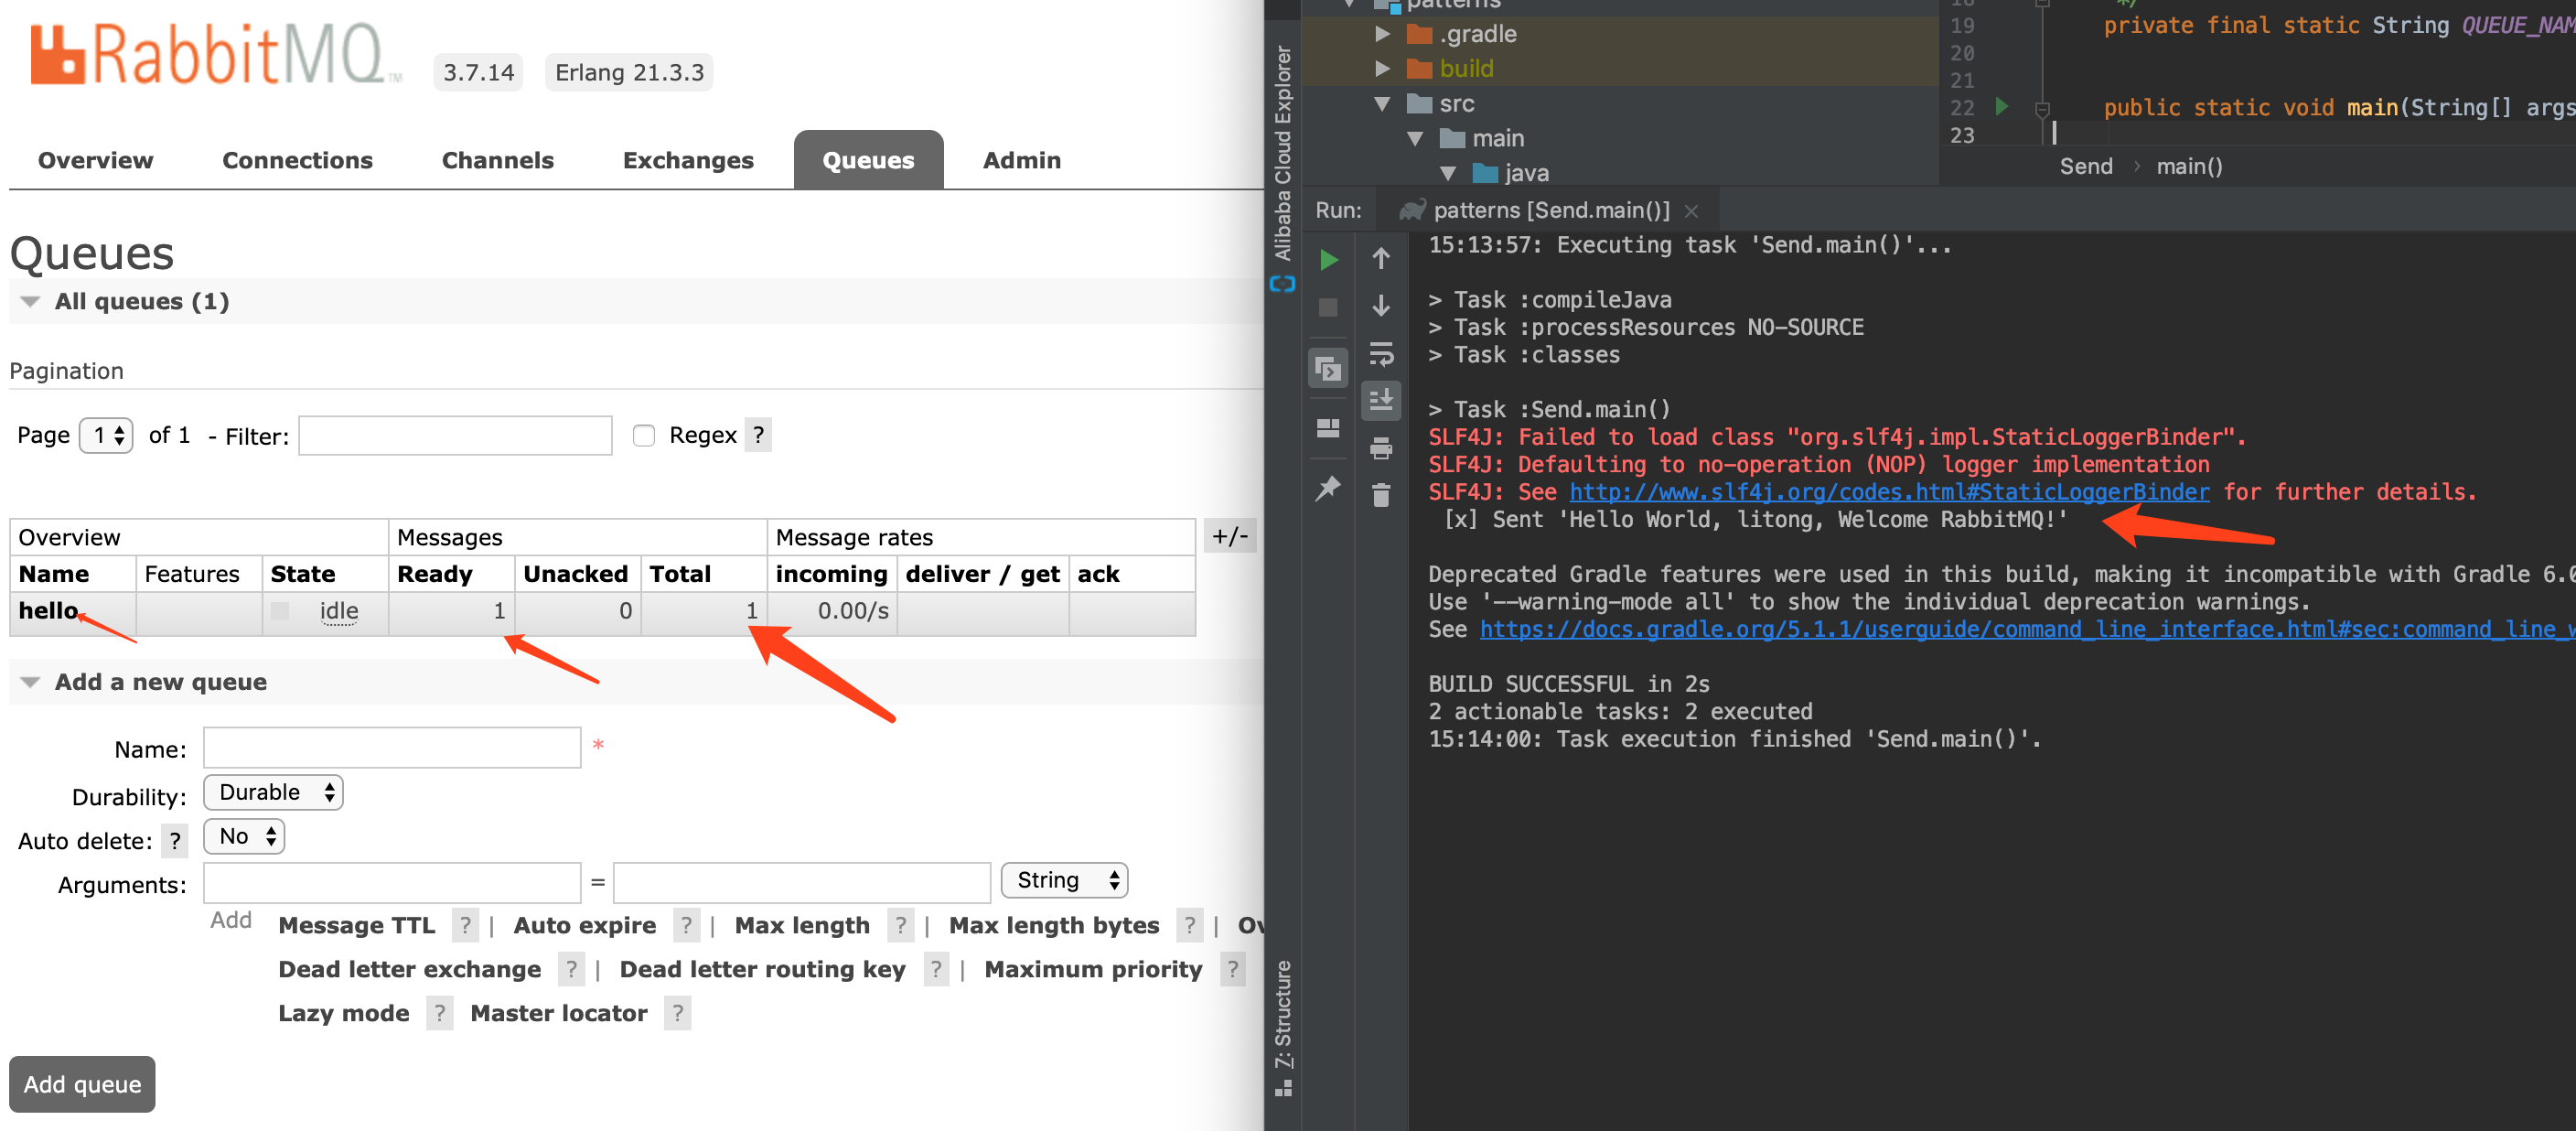 RabbitMQ TM 3.7.14 Erlang 21.3.3
Overview Connections Channels Exchanges Queues Admin
Queues
All queues (1)
Pagination
Page 1 of 1 - Filter: Regex ?
Overview Messages Message rates +/-
Name Features State Ready Unacked Total incoming deliver / get ack
hello idle 1 0 1 0.00/s
Add a new queue
Name: *
Durability: Durable
Auto delete: ? No
Arguments: = String
Add Message TTL ? | Auto expire ? | Max length ? | Max length bytes ? |
Dead letter exchange ? | Dead letter routing key ? | Maximum priority ?
Lazy mode ? Master locator ?
Add queue
Alibaba Cloud Explorer
Z: Structure
patterns
.gradle
build
src
main
java
18 */
19 private final static String QUEUE_NAM
20
21
22 public static void main(String[] args
23
Send › main()
Run: patterns [Send.main()] ×
15:13:57: Executing task 'Send.main()'...
> Task :compileJava
> Task :processResources NO-SOURCE
> Task :classes
> Task :Send.main()
SLF4J: Failed to load class "org.slf4j.impl.StaticLoggerBinder".
SLF4J: Defaulting to no-operation (NOP) logger implementation
SLF4J: See http://www.slf4j.org/codes.html#StaticLoggerBinder for further details.
[x] Sent 'Hello World, litong, Welcome RabbitMQ!'
Deprecated Gradle features were used in this build, making it incompatible with Gradle 6.0
Use '--warning-mode all' to show the individual deprecation warnings.
See https://docs.gradle.org/5.1.1/userguide/command_line_interface.html#sec:command_line_w
BUILD SUCCESSFUL in 2s
2 actionable tasks: 2 executed
15:14:00: Task execution finished 'Send.main()'.